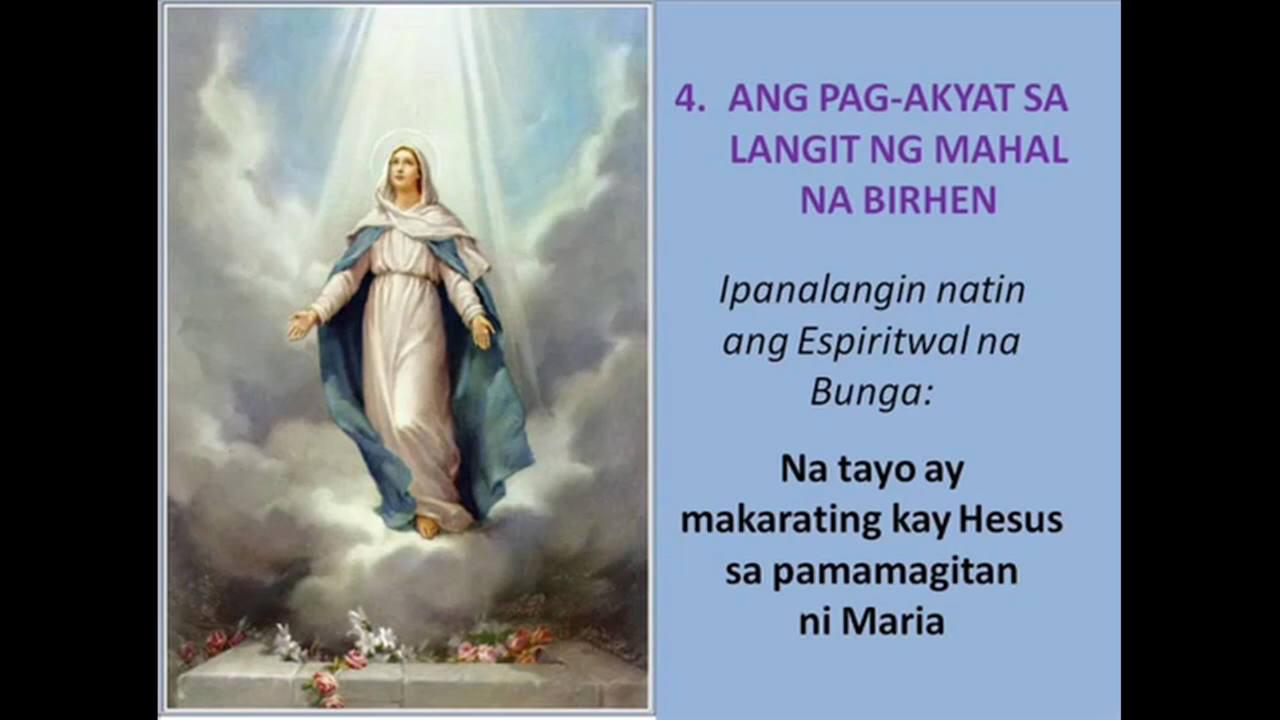 4. ANG PAG-AKYAT SA
LANGIT NG MAHAL
NA BIRHEN
Ipanalangin natin
ang Espiritwal na
Bunga:
Na tayo ay
makarating kay Hesus
sa pamamagitan
ni Maria